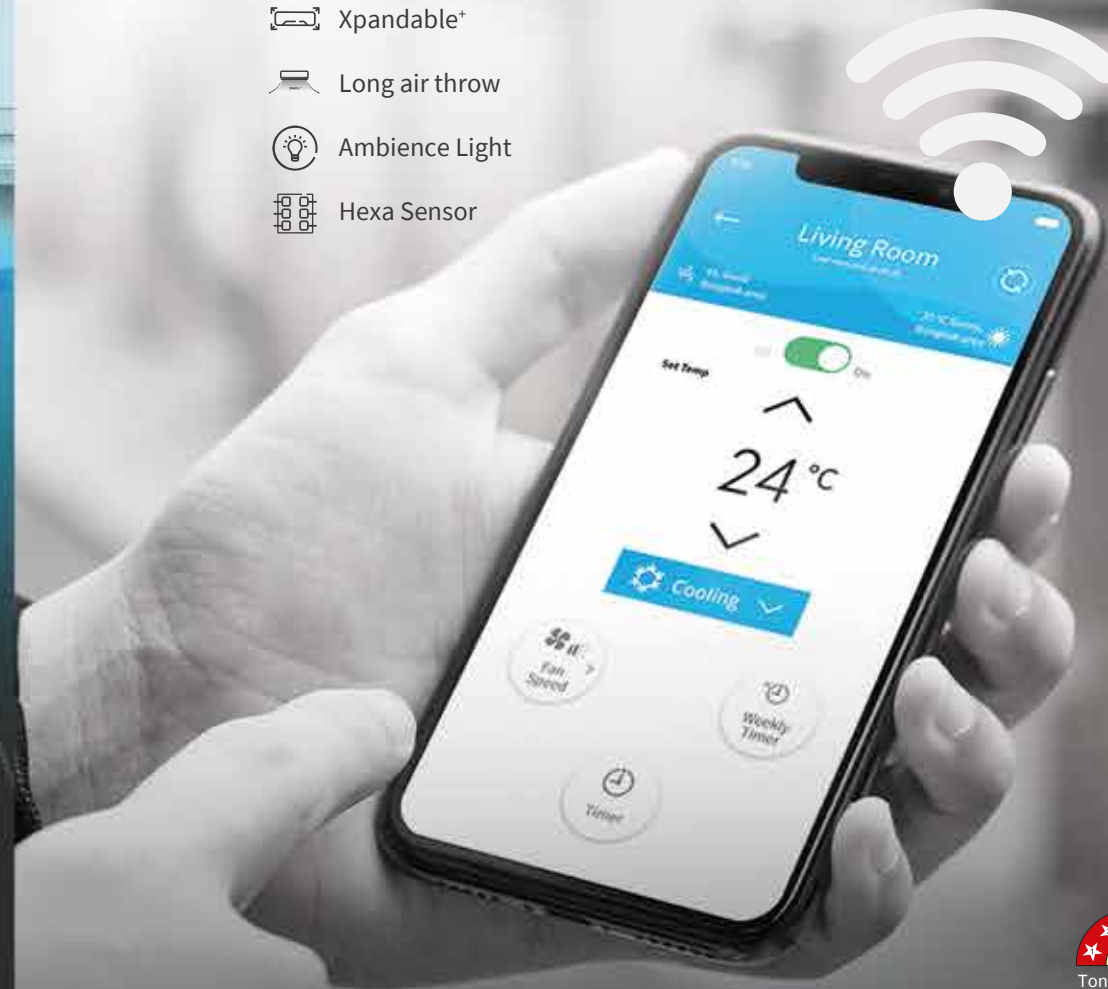 Xpandable⁺
Long air throw
Ambience Light
Hexa Sensor
Living Room
On
Set Temp
24 °C
Cooling
Fan
Speed
Weekly
Timer
Timer
Ton